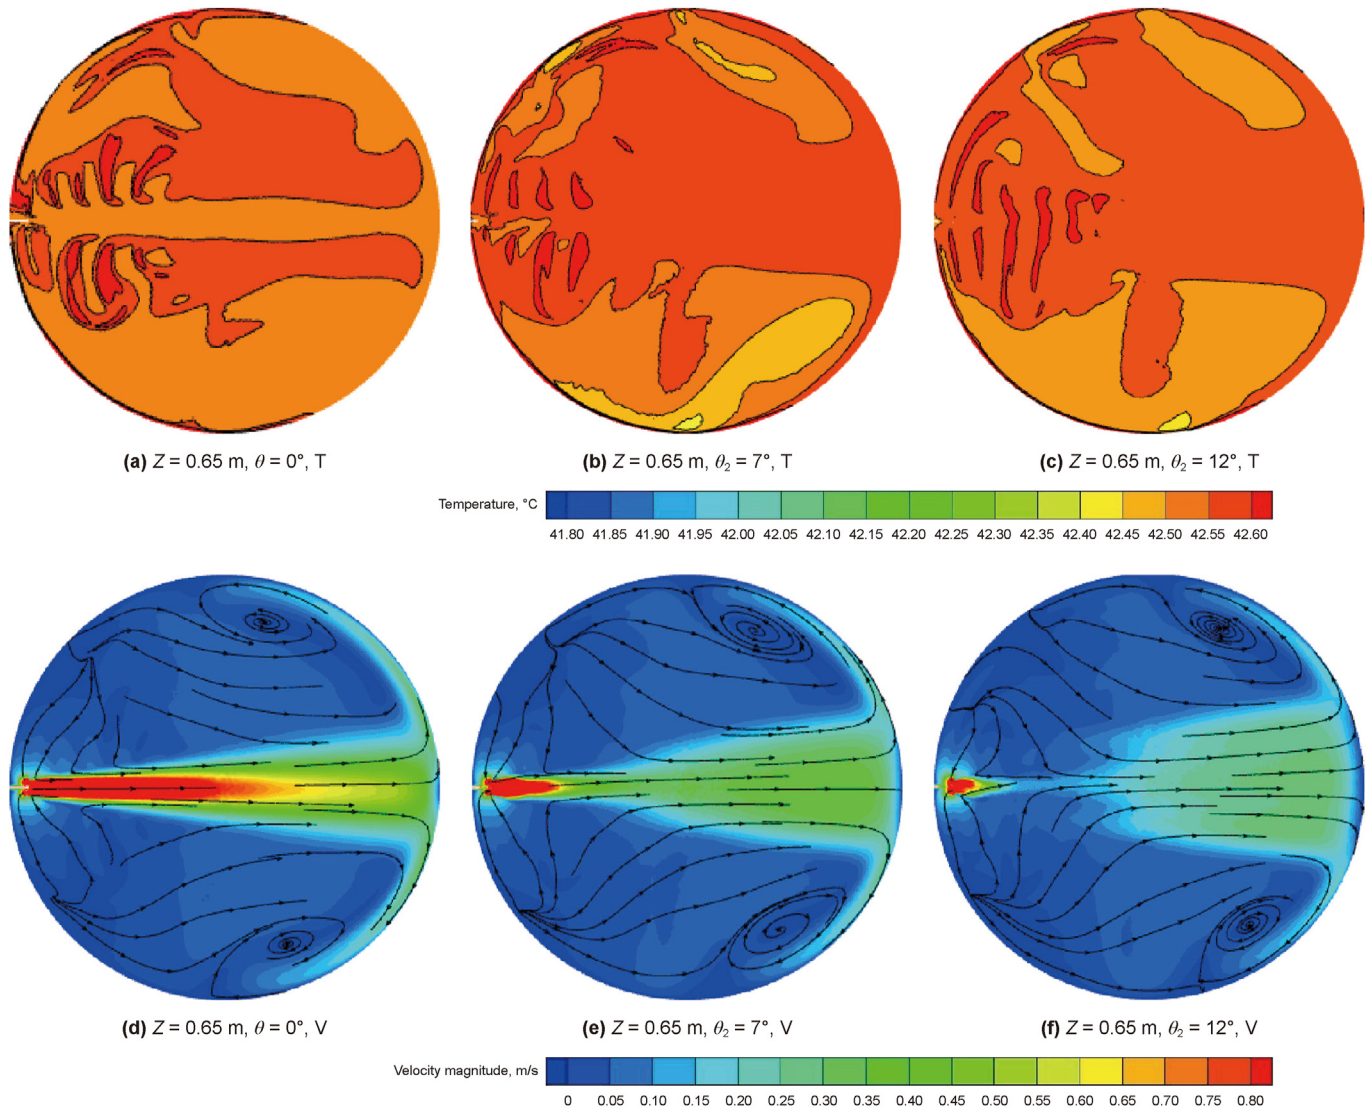 (a) Z = 0.65 m, θ = 0°, T
(b) Z = 0.65 m, θ₂ = 7°, T
(c) Z = 0.65 m, θ₂ = 12°, T
Temperature, °C
41.80 41.85 41.90 41.95 42.00 42.05 42.10 42.15 42.20 42.25 42.30 42.35 42.40 42.45 42.50 42.55 42.60
(d) Z = 0.65 m, θ = 0°, V
(e) Z = 0.65 m, θ₂ = 7°, V
(f) Z = 0.65 m, θ₂ = 12°, V
Velocity magnitude, m/s
0 0.05 0.10 0.15 0.20 0.25 0.30 0.35 0.40 0.45 0.50 0.55 0.60 0.65 0.70 0.75 0.80